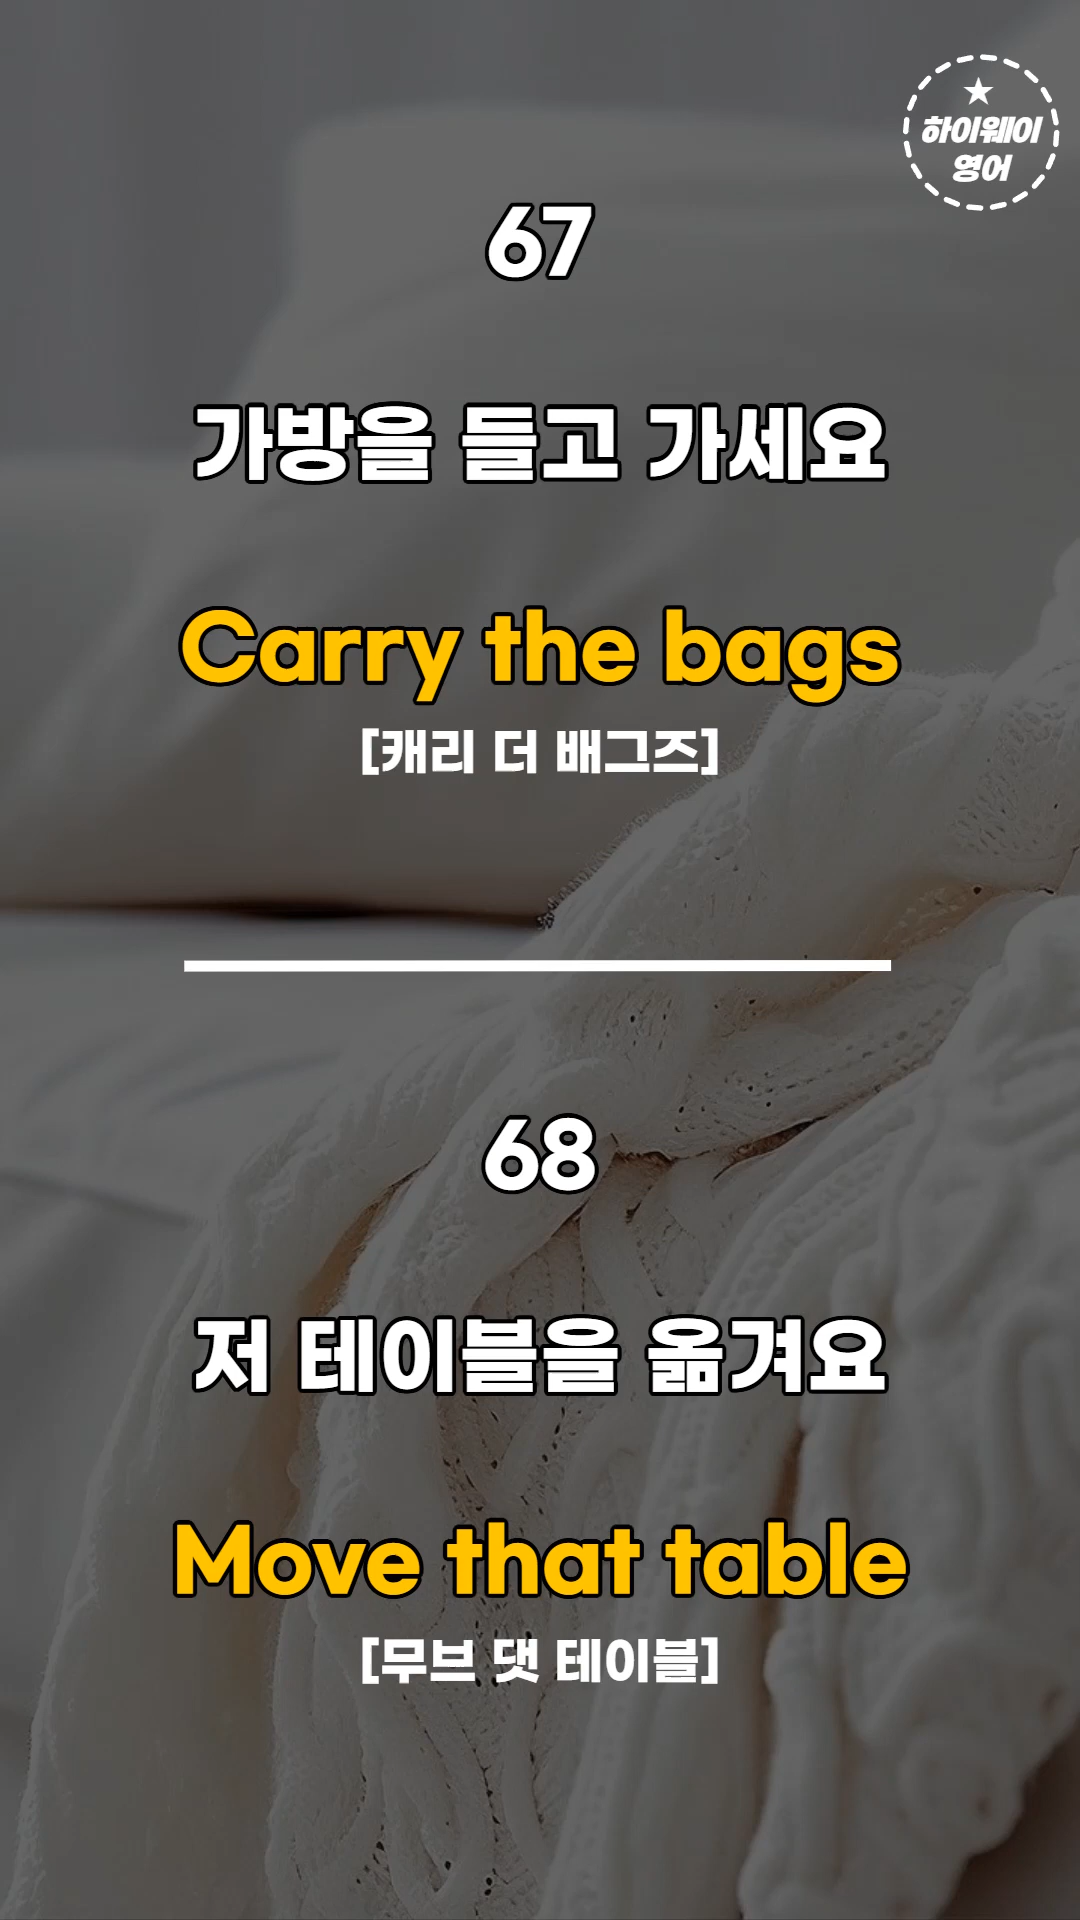 ★
하이웨이
영어
67
가방을 들고 가세요
Carry the bags
[캐리 더 배그즈]
68
저 테이블을 옮겨요
Move that table
[무브 댓 테이블]